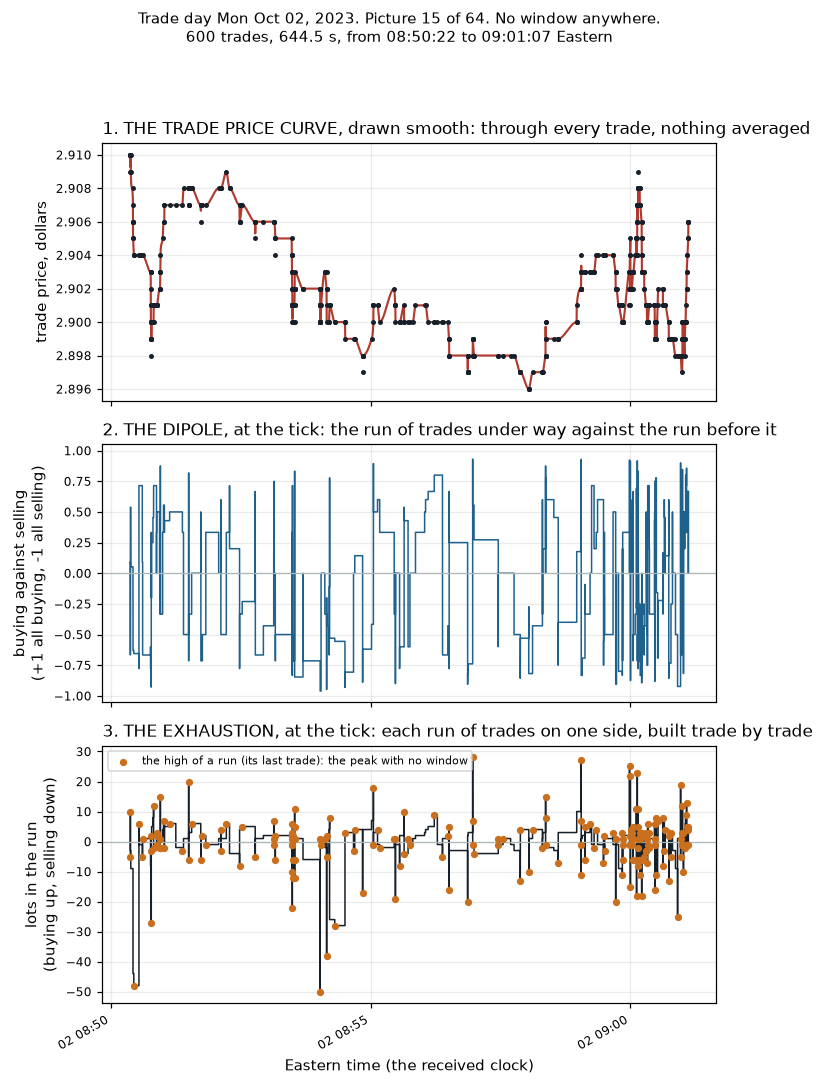 Trade day Mon Oct 02, 2023. Picture 15 of 64. No window anywhere.
600 trades, 644.5 s, from 08:50:22 to 09:01:07 Eastern
1. THE TRADE PRICE CURVE, drawn smooth: through every trade, nothing averaged
trade price, dollars
2.910
2.908
2.906
2.904
2.902
2.900
2.898
2.896
2. THE DIPOLE, at the tick: the run of trades under way against the run before it
buying against selling
(+1 all buying, -1 all selling)
1.00
0.75
0.50
0.25
0.00
−0.25
−0.50
−0.75
−1.00
3. THE EXHAUSTION, at the tick: each run of trades on one side, built trade by trade
the high of a run (its last trade): the peak with no window
lots in the run
(buying up, selling down)
30
20
10
0
−10
−20
−30
−40
−50
02 08:50
02 08:55
02 09:00
Eastern time (the received clock)